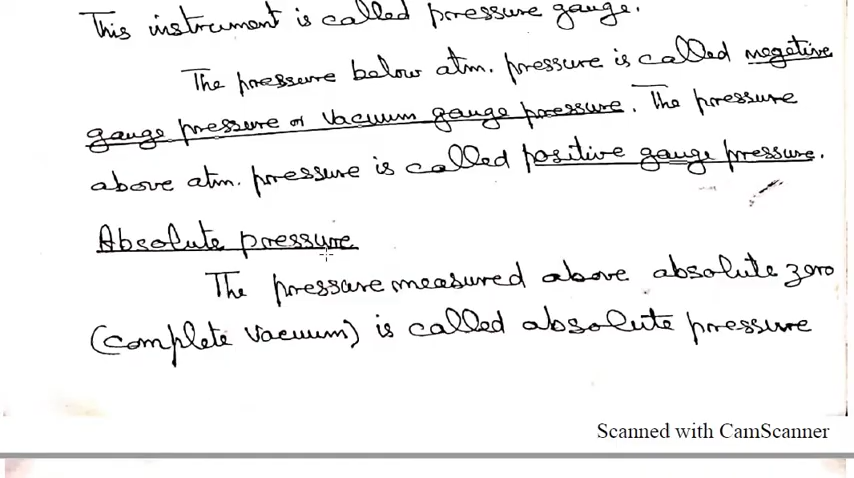 This instrument is called pressure gauge.
The pressure below atm. pressure is called negative
gauge pressure or vacuum gauge pressure. The pressure
above atm. pressure is called positive gauge pressure.
Absolute pressure
The pressure measured above absolute zero
(complete vacuum) is called absolute pressure
Scanned with CamScanner